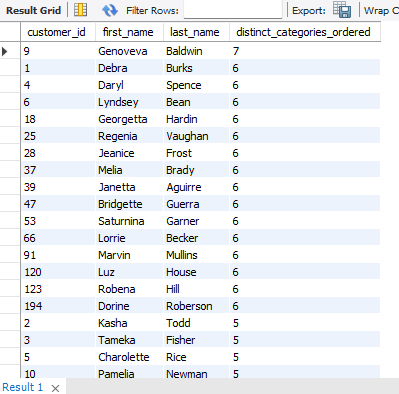 Result Grid Filter Rows: Export: Wrap C
customer_id first_name last_name distinct_categories_ordered
9 Genoveva Baldwin 7
1 Debra Burks 6
4 Daryl Spence 6
6 Lyndsey Bean 6
18 Georgetta Hardin 6
25 Regenia Vaughan 6
28 Jeanice Frost 6
37 Melia Brady 6
39 Janetta Aguirre 6
47 Bridgette Guerra 6
53 Saturnina Garner 6
66 Lorrie Becker 6
91 Marvin Mullins 6
120 Luz House 6
123 Robena Hill 6
194 Dorine Roberson 6
2 Kasha Todd 5
3 Tameka Fisher 5
5 Charolette Rice 5
10 Pamelia Newman 5
Result 1